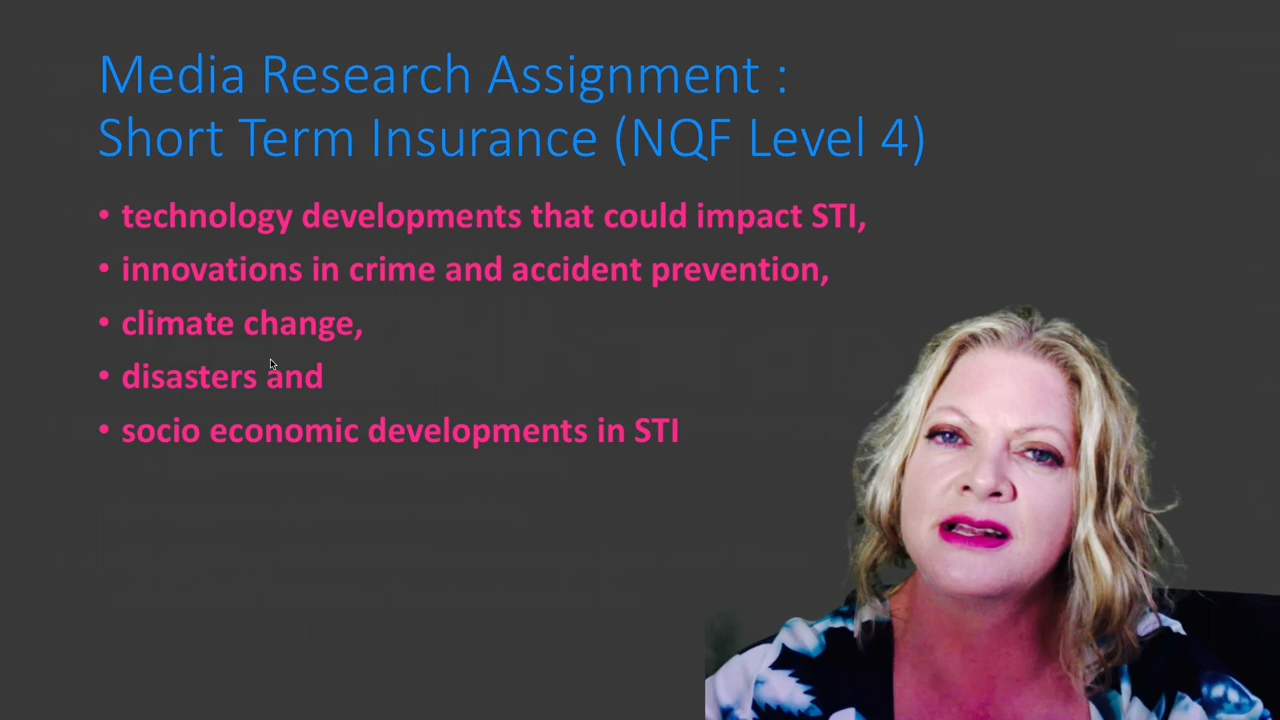 Media Research Assignment :
Short Term Insurance (NQF Level 4)
• technology developments that could impact STI,
• innovations in crime and accident prevention,
• climate change,
• disasters and
• socio economic developments in STI